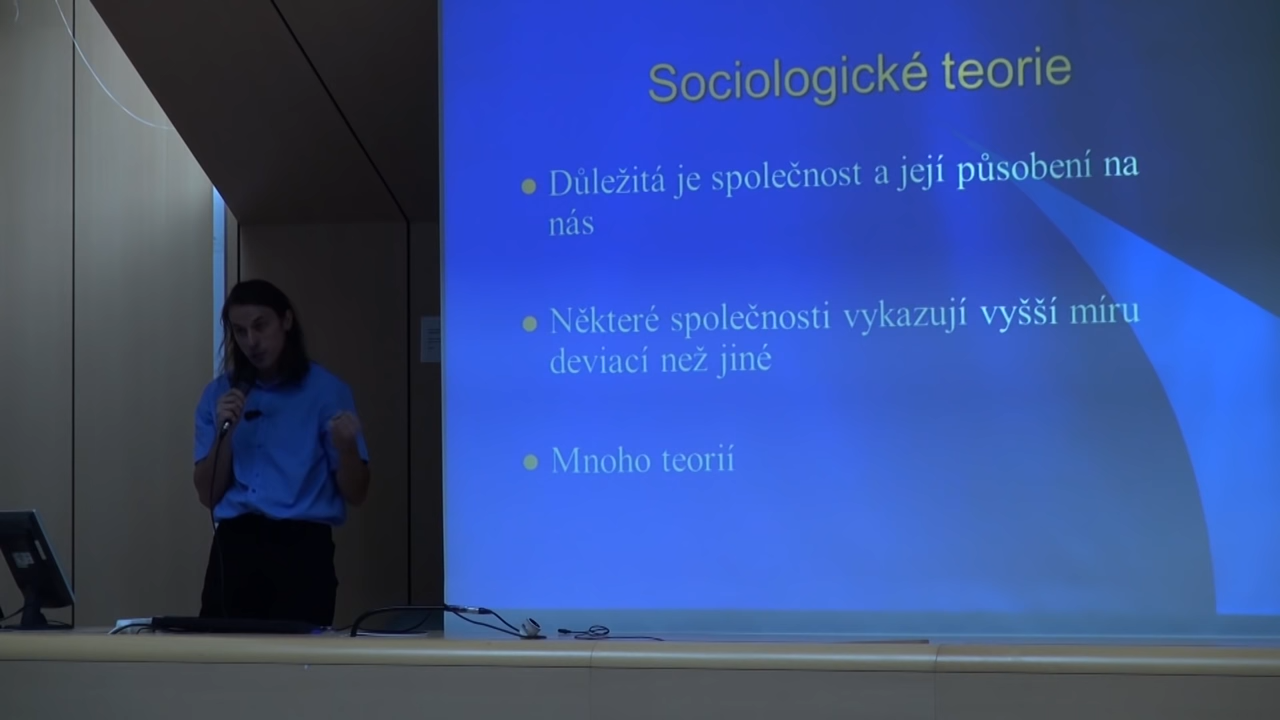 Sociologické teorie
Důležitá je společnost a její působení na
nás
Některé společnosti vykazují vyšší míru
deviací než jiné
Mnoho teorií